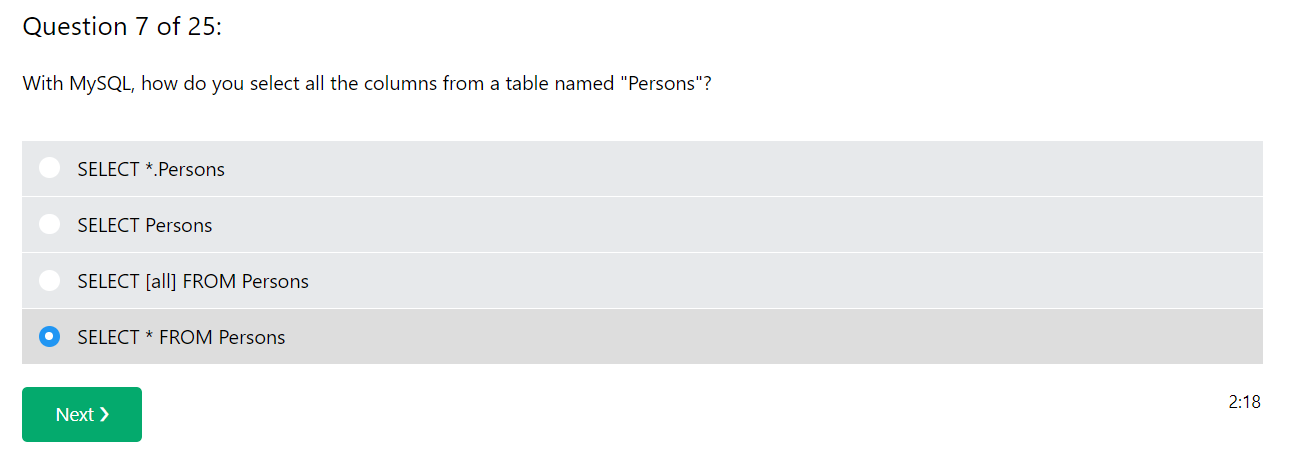 Question 7 of 25:
With MySQL, how do you select all the columns from a table named "Persons"?
SELECT *.Persons
SELECT Persons
SELECT [all] FROM Persons
SELECT * FROM Persons
Next ❯
2:18